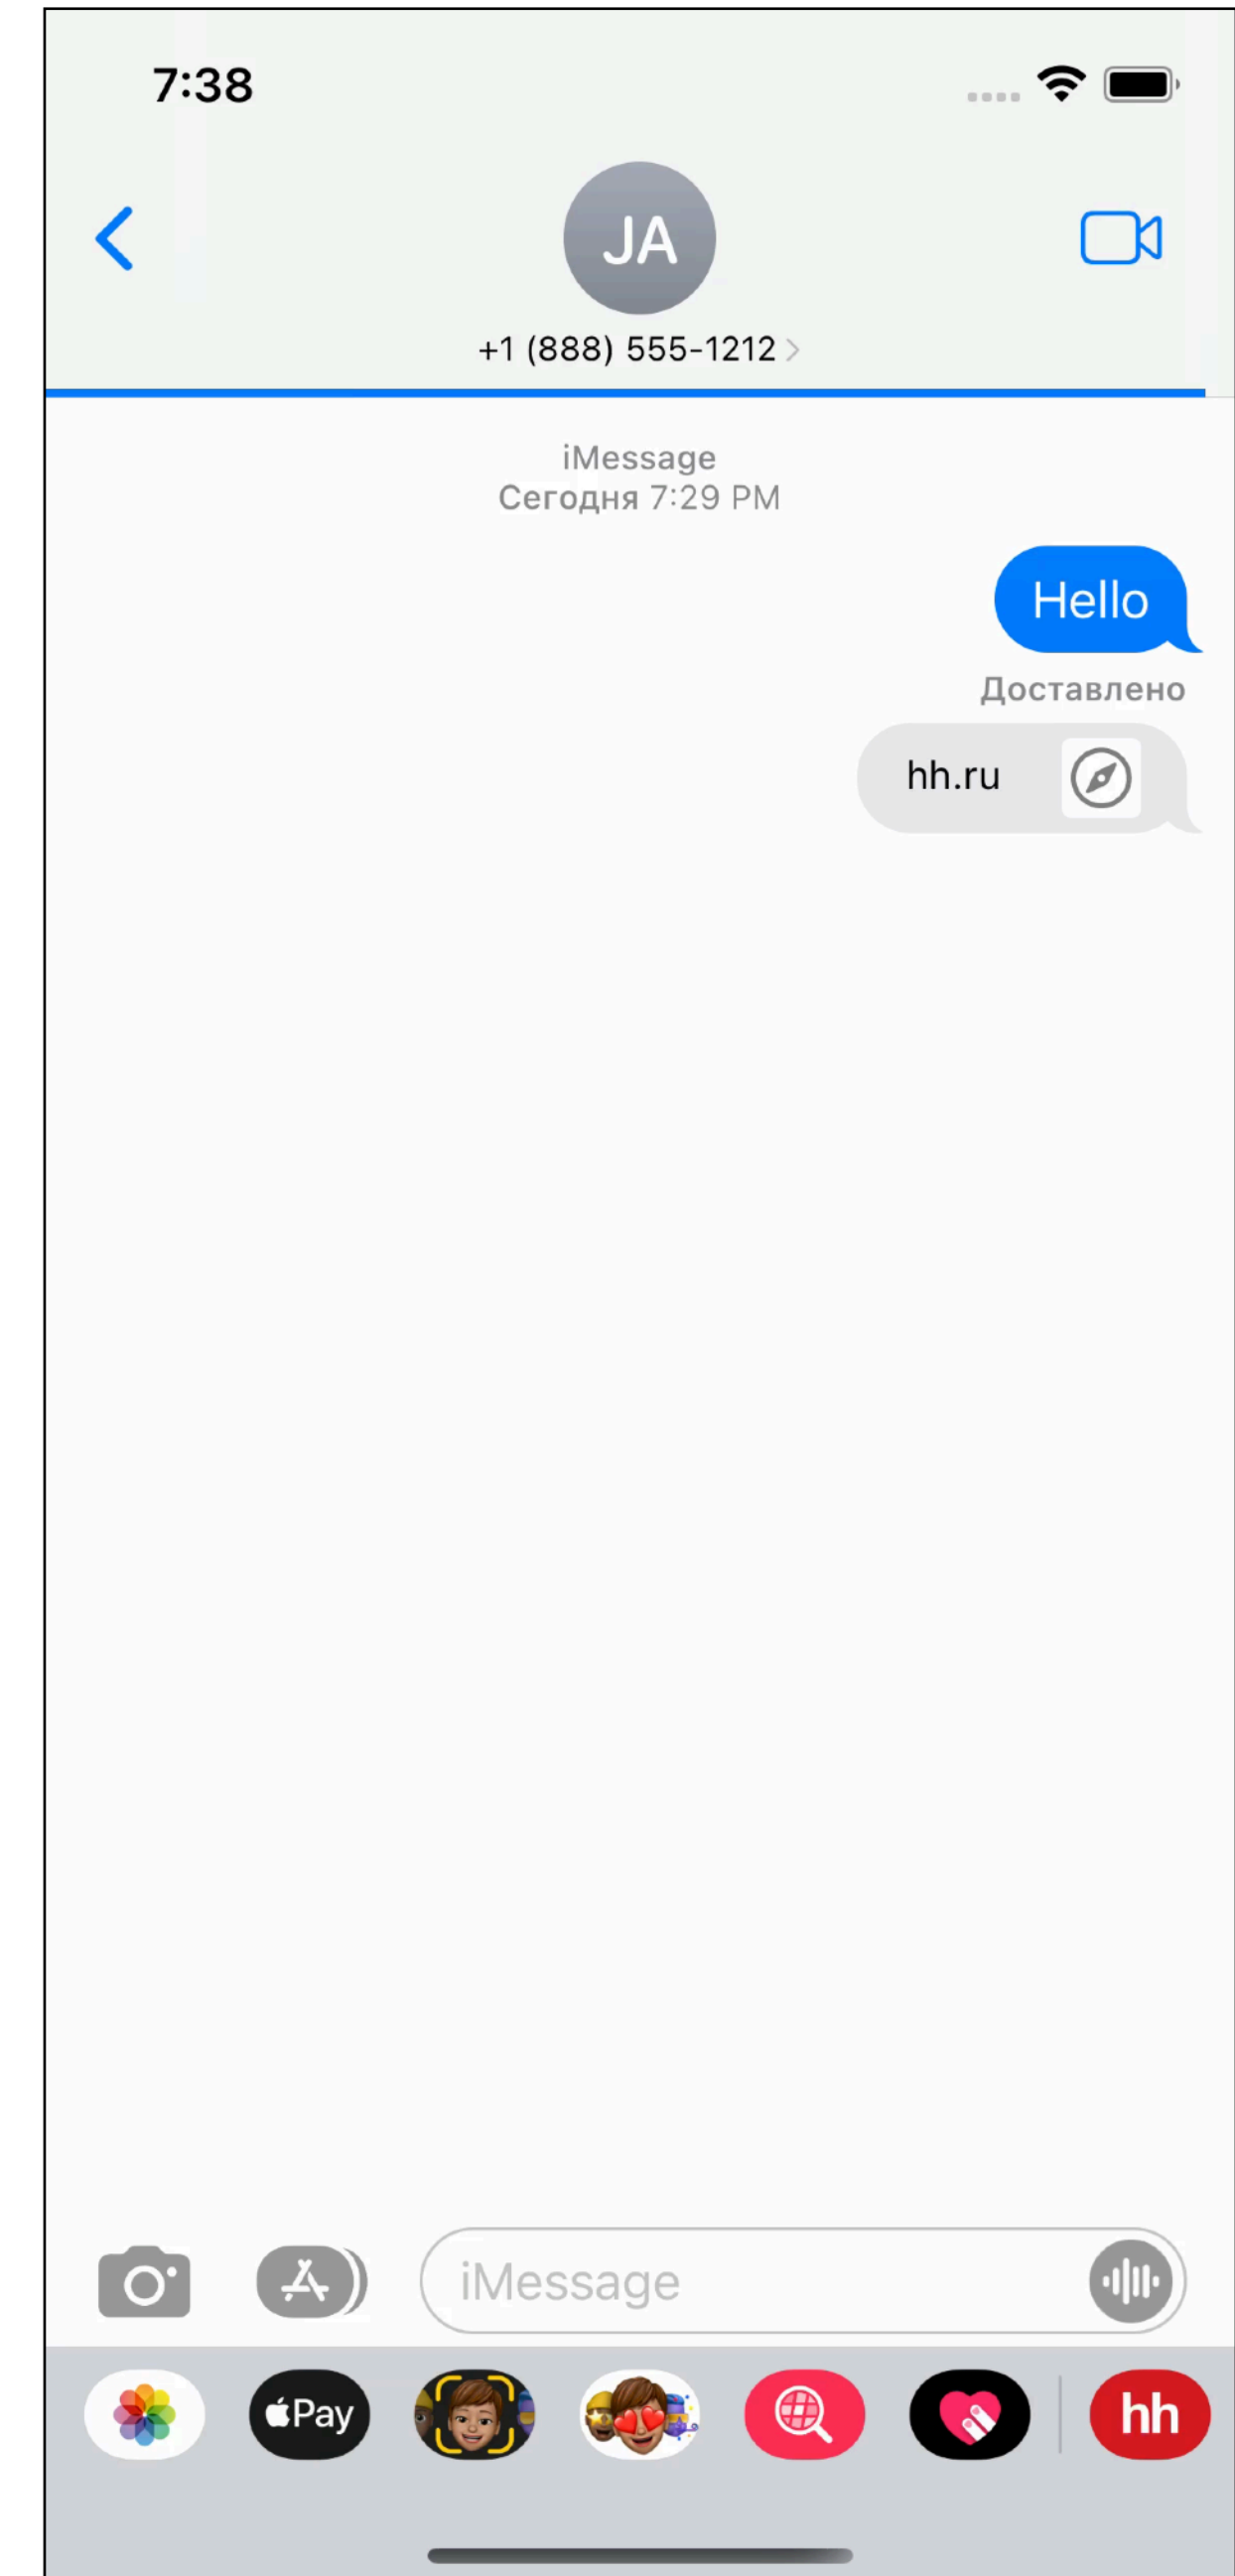 7:38
JA
+1 (888) 555-1212
iMessage
Сегодня 7:29 PM
Hello
Доставлено
hh.ru
iMessage
Pay
hh